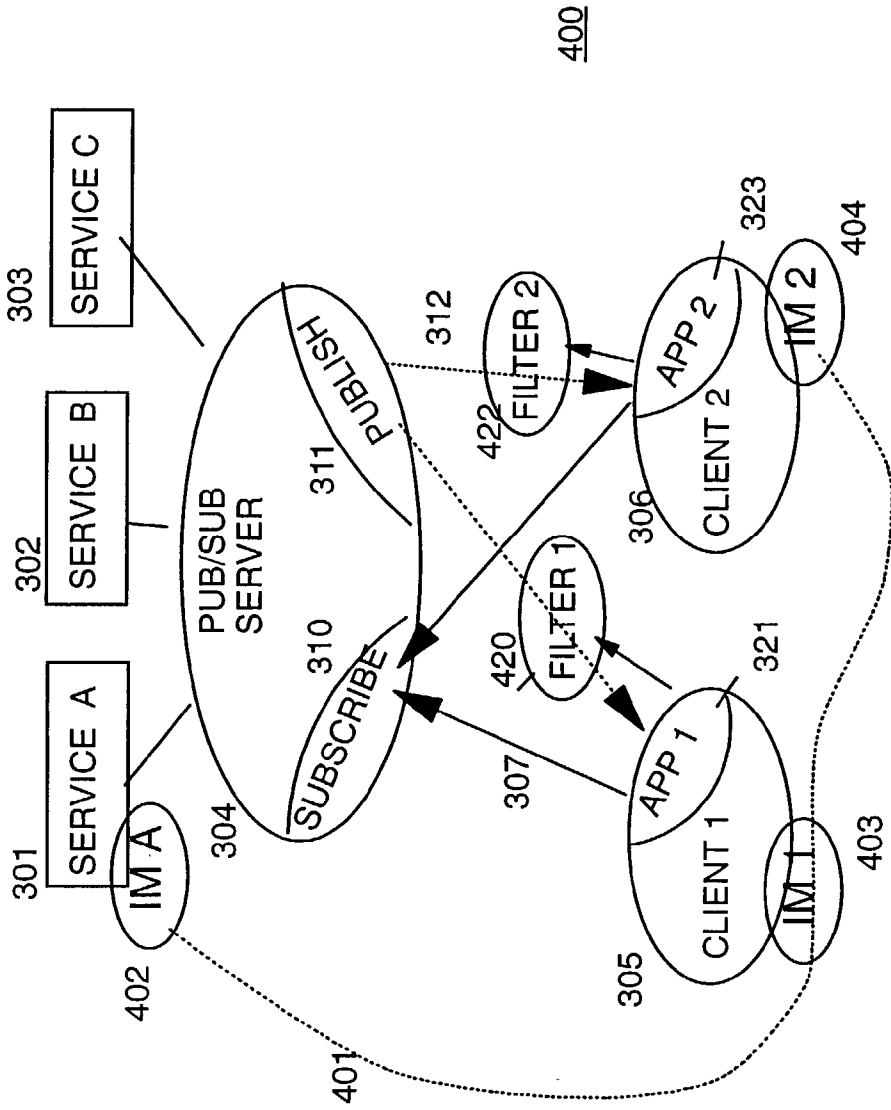 301
SERVICE A
302
SERVICE B
303
SERVICE C
402
IM A
304
PUB/SUB
SERVER
310
SUBSCRIBE
311
PUBLISH
401
307
312
420
FILTER 1
422
FILTER 2
305
CLIENT 1
APP 1
321
306
CLIENT 2
APP 2
323
IM 1
403
IM 2
404
400